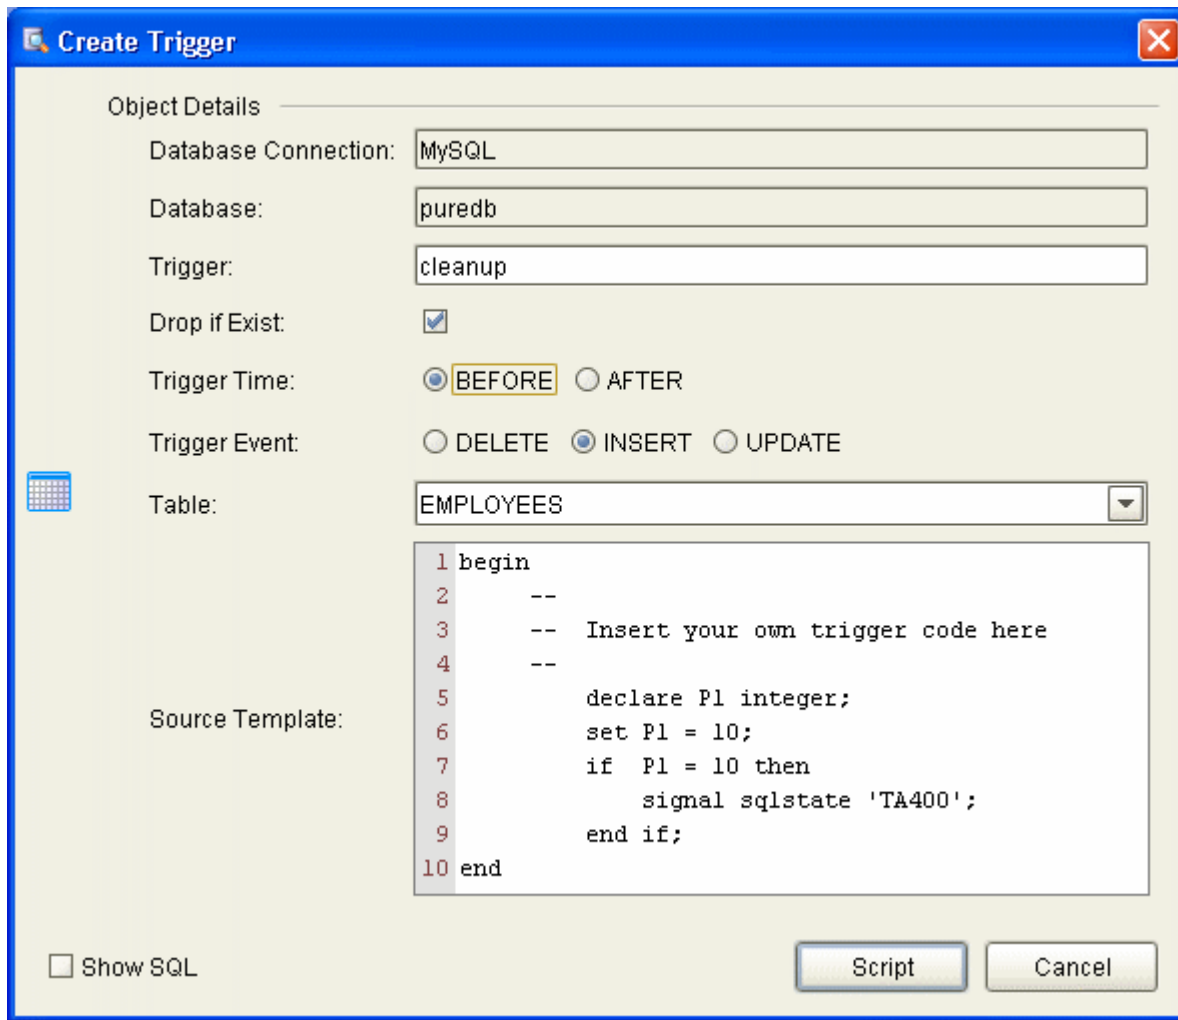 Create Trigger
Object Details
Database Connection: MySQL
Database: puredb
Trigger: cleanup
Drop if Exist:
Trigger Time: BEFORE AFTER
Trigger Event: DELETE INSERT UPDATE
Table: EMPLOYEES
Source Template:
1 begin
2 --
3 -- Insert your own trigger code here
4 --
5 declare P1 integer;
6 set P1 = 10;
7 if P1 = 10 then
8 signal sqlstate 'TA400';
9 end if;
10 end
Show SQL Script Cancel